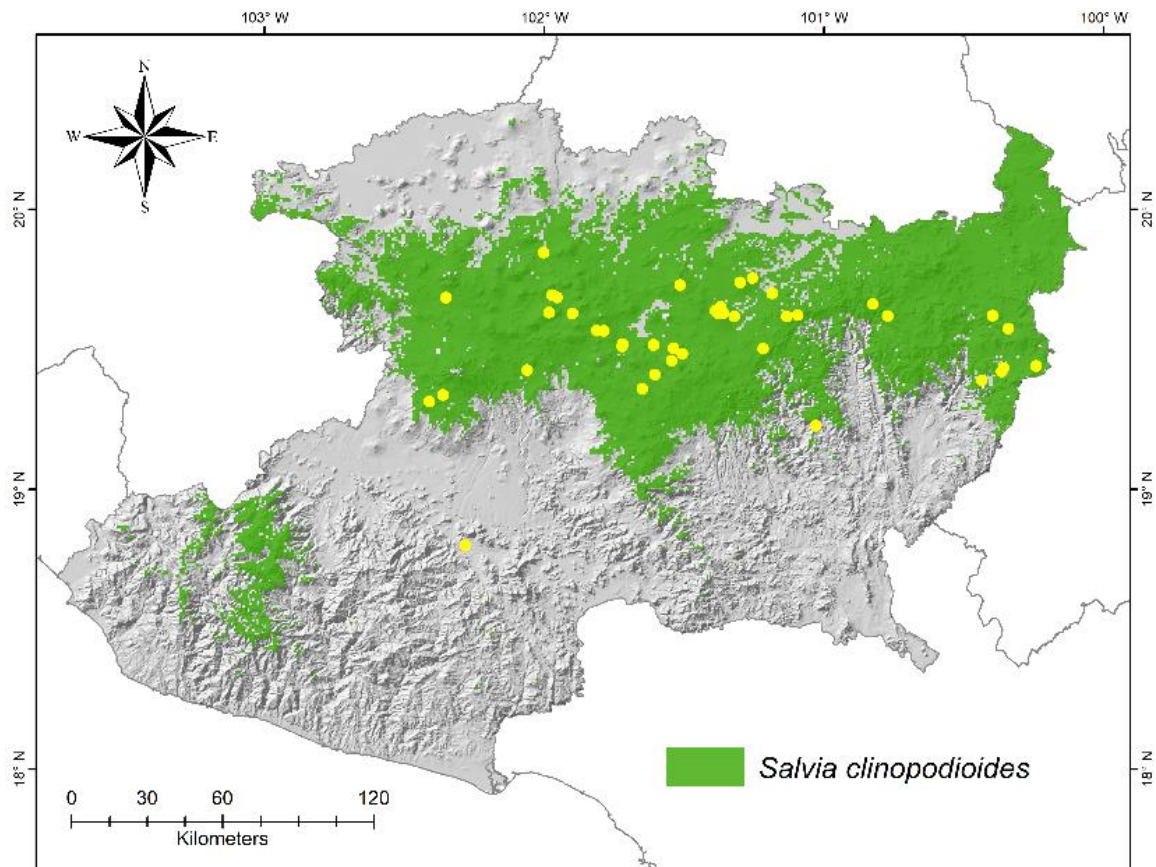 103° W 102° W 101° W 100° W
N
W E
S
20° N 20° N
19° N 19° N
18° N 18° N
Salvia clinopodioides
0 30 60 120
Kilometers